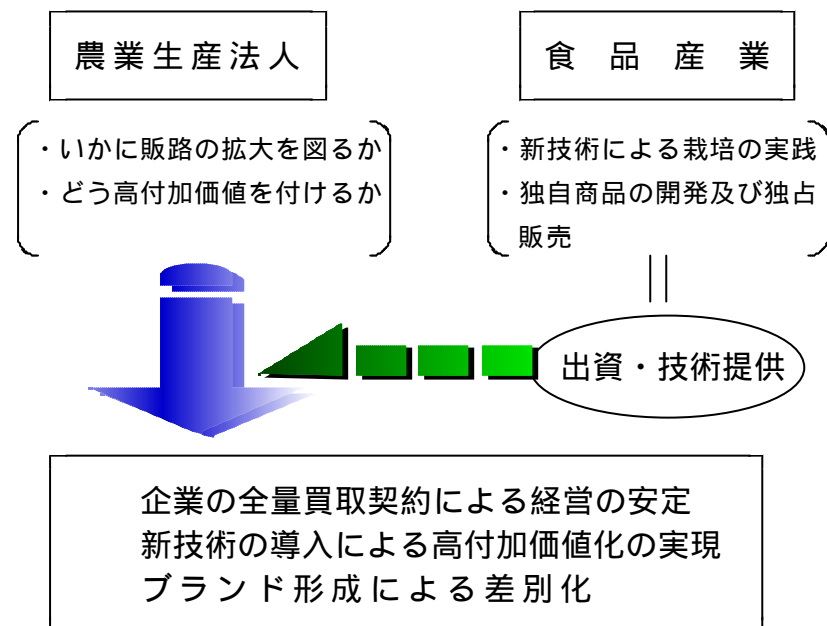 農業生産法人
食品産業
・いかに販路の拡大を図るか
・どう高付加価値を付けるか
・新技術による栽培の実践
・独自商品の開発及び独占
販売
出資・技術提供
企業の全量買取契約による経営の安定
新技術の導入による高付加価値化の実現
ブランド形成による差別化